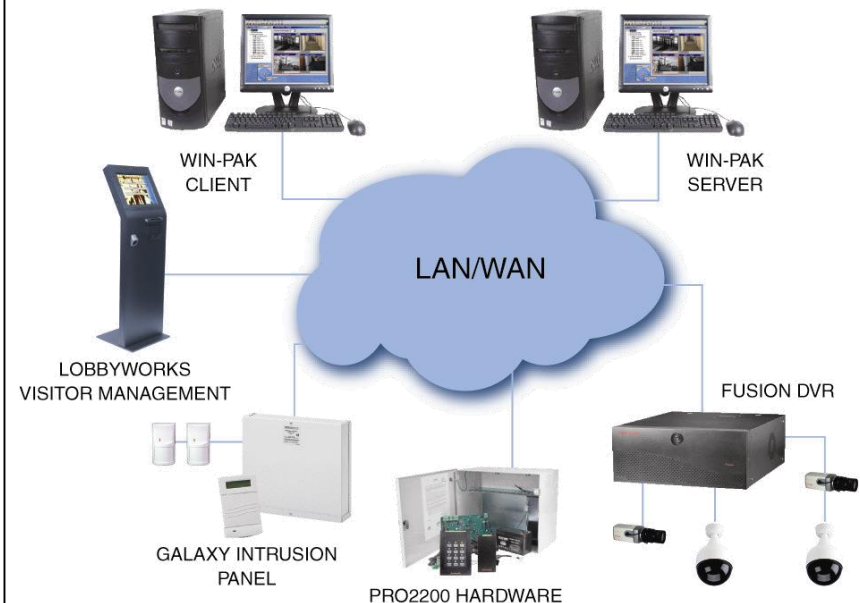 WIN-PAK
CLIENT
WIN-PAK
SERVER
LAN/WAN
LOBBYWORKS
VISITOR MANAGEMENT
FUSION DVR
GALAXY INTRUSION
PANEL
PRO2200 HARDWARE